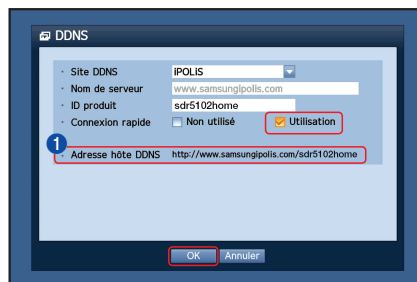 DDNS
· Site DDNS iPOLiS
· Nom de serveur www.samsungipolis.com
· ID produit sdr5102home
· Connexion rapide Non utilisé Utilisation
1
· Adresse hôte DDNS http://www.samsungipolis.com/sdr5102home
OK Annuler